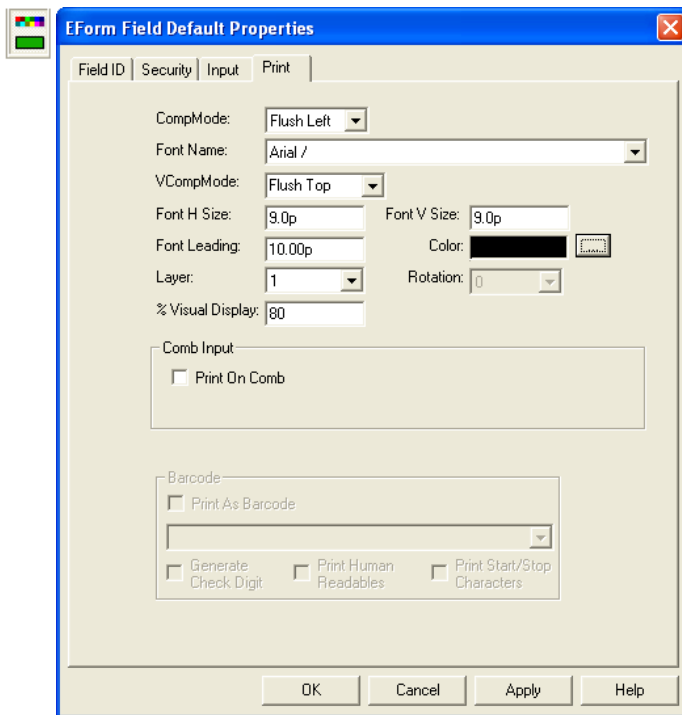 EForm Field Default Properties
Field ID Security Input Print
CompMode: Flush Left
Font Name: Arial /
VCompMode: Flush Top
Font H Size: 9.0p Font V Size: 9.0p
Font Leading: 10.00p Color: ....
Layer: 1 Rotation: 0
% Visual Display: 80
Comb Input
Print On Comb
Barcode
Print As Barcode
Generate Check Digit Print Human Readables Print Start/Stop Characters
OK Cancel Apply Help